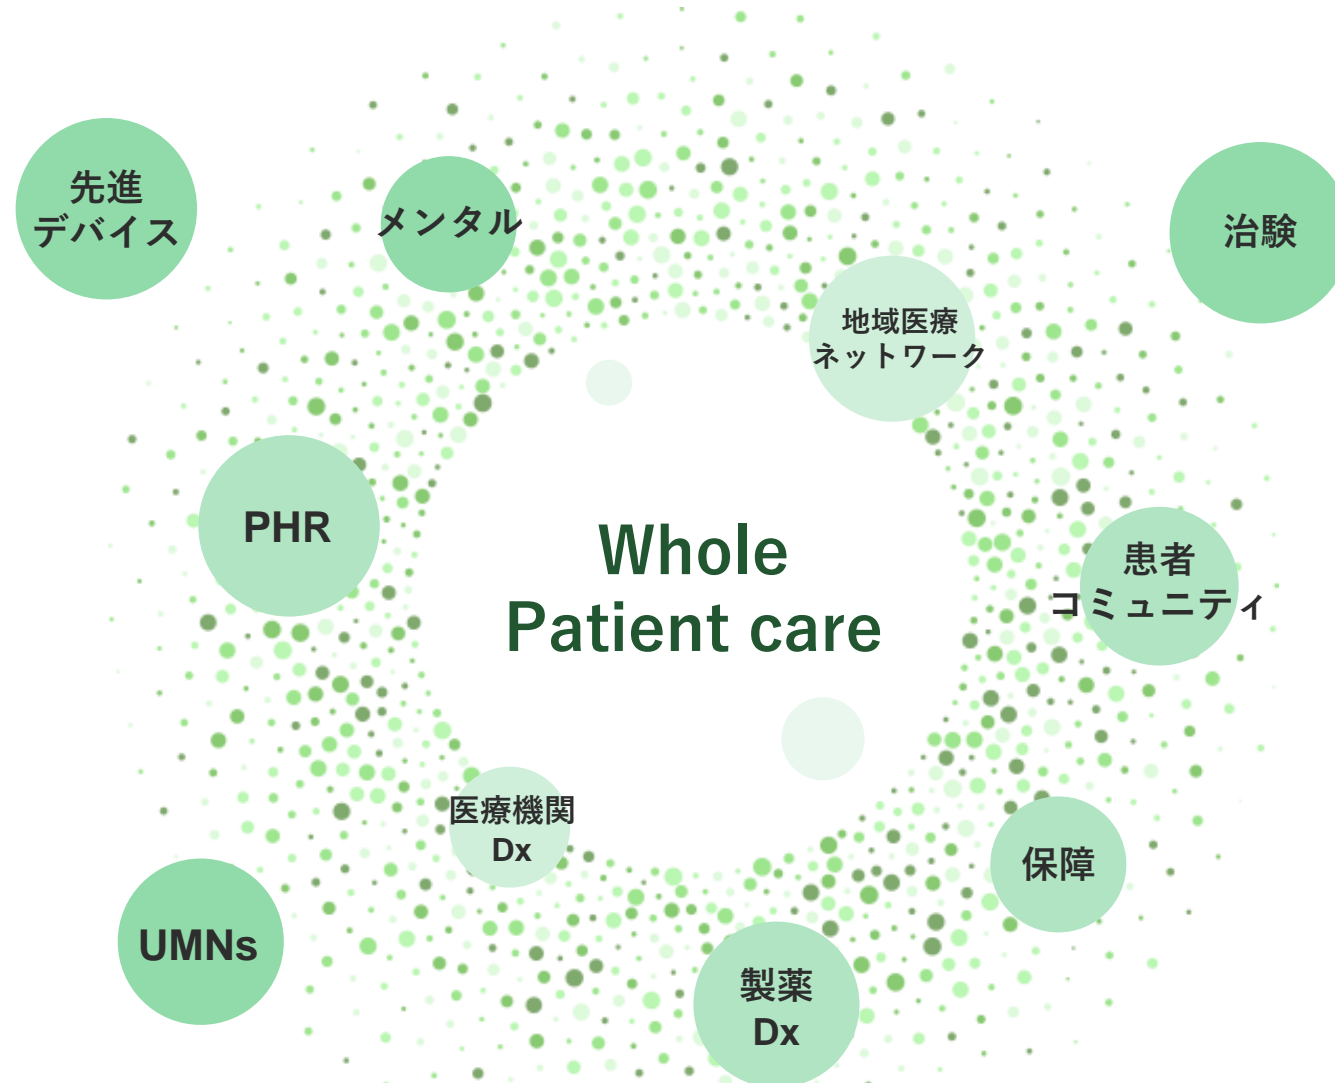 先進
デバイス
メンタル
治験
地域医療
ネットワーク
PHR
Whole
Patient care
患者
コミュニティ
医療機関
Dx
保障
UMNs
製薬
Dx